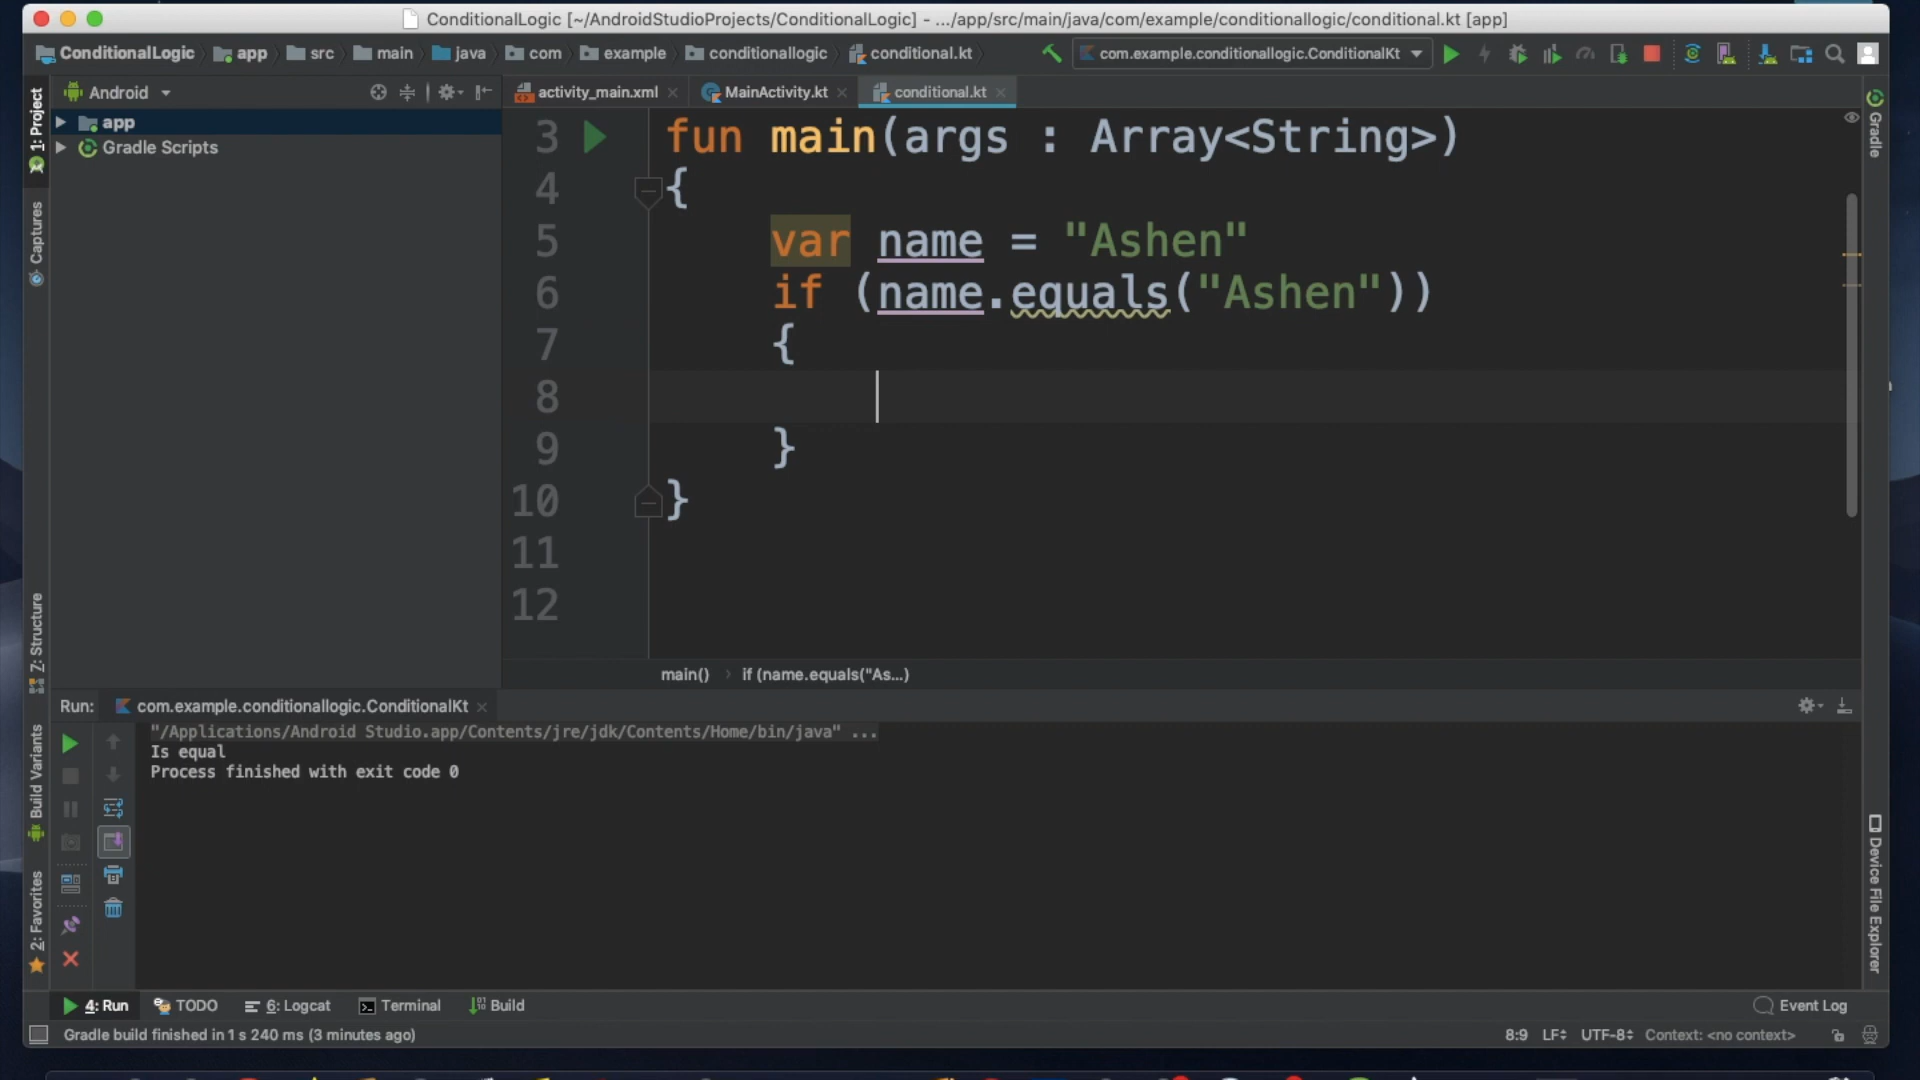 ConditionalLogic [~/AndroidStudioProjects/ConditionalLogic] - .../app/src/main/java/com/example/conditionallogic/conditional.kt [app]
ConditionalLogic app src main java com example conditionallogic conditional.kt com.example.conditionallogic.ConditionalKt
1: Project
Android
activity_main.xml MainActivity.kt conditional.kt
Gradle
app
Gradle Scripts
Captures
3 fun main(args : Array<String>)
4 {
5 var name = "Ashen"
6 if (name.equals("Ashen"))
7 {
8
9 }
10 }
11
12
Z: Structure
main() if (name.equals("As...)
Run: com.example.conditionallogic.ConditionalKt
"/Applications/Android Studio.app/Contents/jre/jdk/Contents/Home/bin/java" ...
Is equal
Process finished with exit code 0
Build Variants
2: Favorites
Device File Explorer
4: Run TODO 6: Logcat Terminal Build Event Log
Gradle build finished in 1 s 240 ms (3 minutes ago) 8:9 LF UTF-8 Context: <no context>